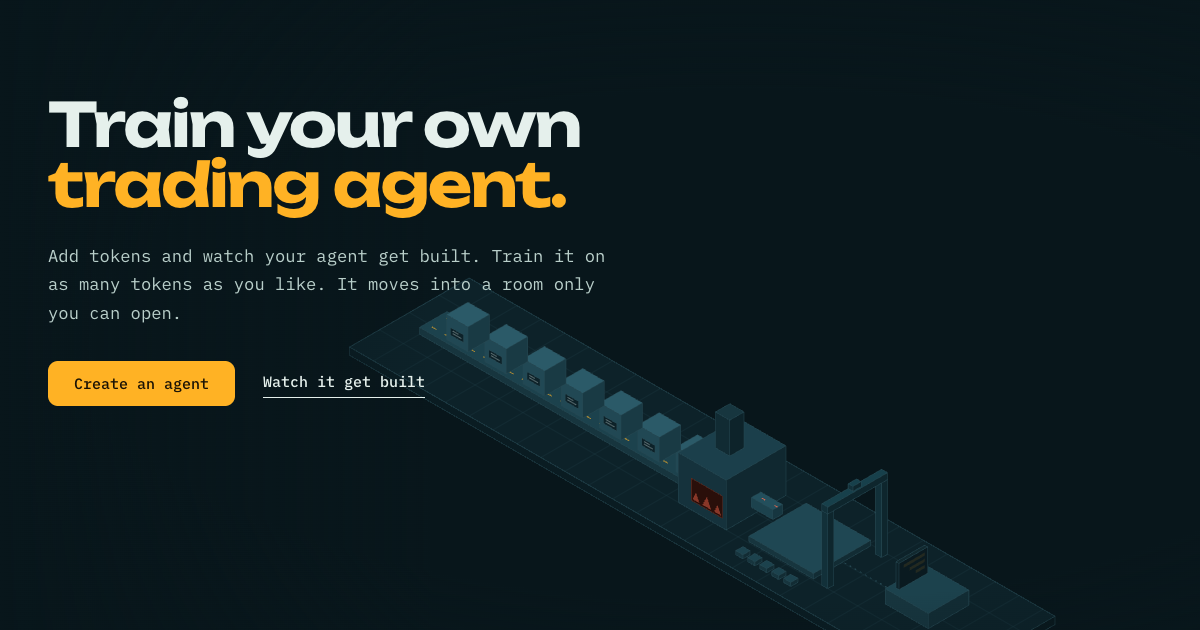 Train your own
trading agent.
Add tokens and watch your agent get built. Train it on
as many tokens as you like. It moves into a room only
you can open.
Create an agent
Watch it get built